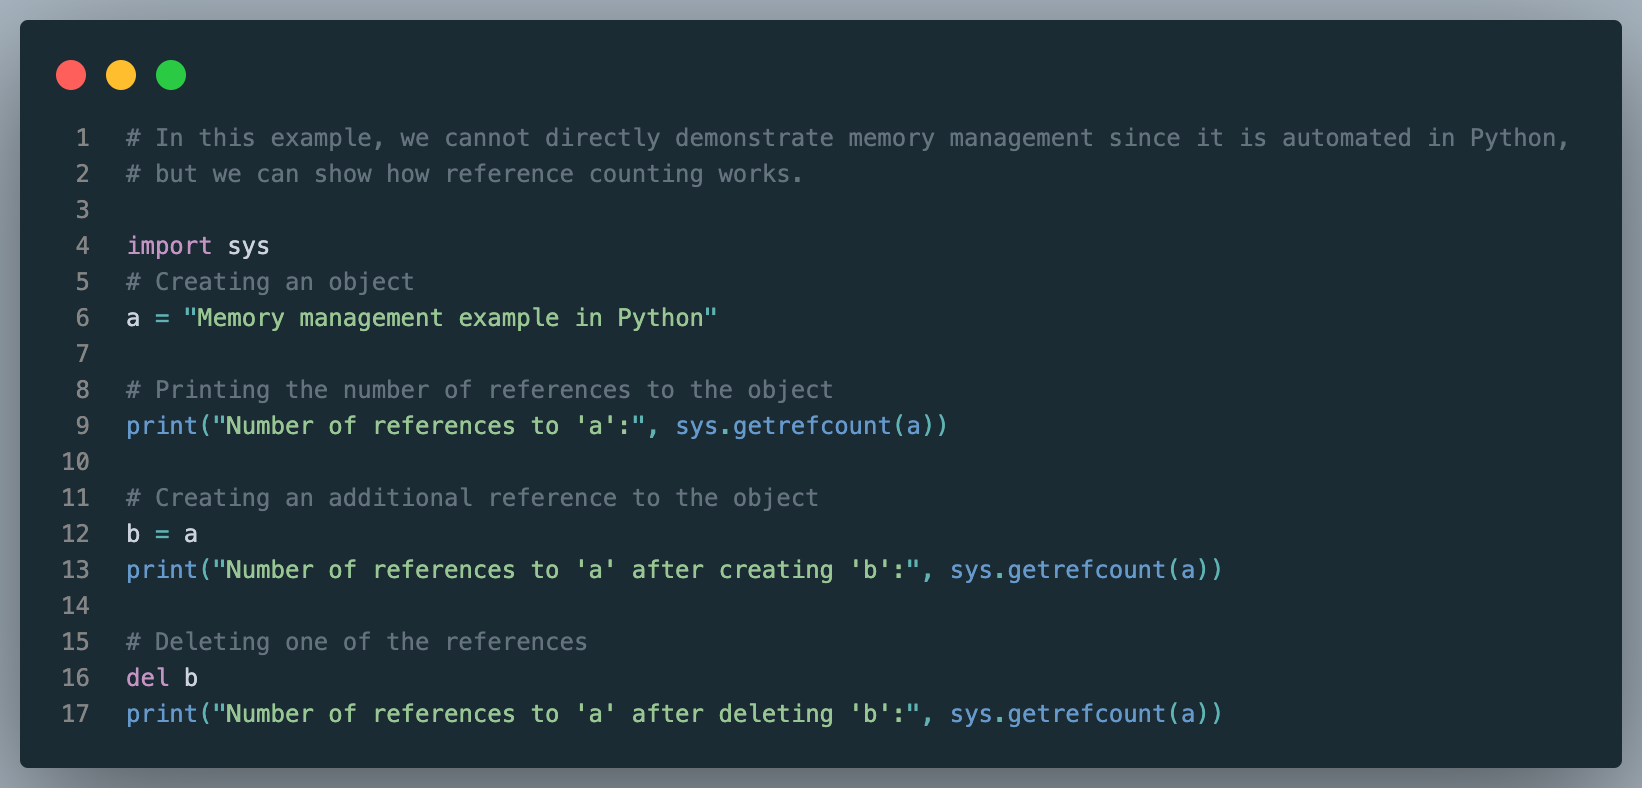 1 # In this example, we cannot directly demonstrate memory management since it is automated in Python,
2 # but we can show how reference counting works.
3
4 import sys
5 # Creating an object
6 a = "Memory management example in Python"
7
8 # Printing the number of references to the object
9 print("Number of references to 'a':", sys.getrefcount(a))
10
11 # Creating an additional reference to the object
12 b = a
13 print("Number of references to 'a' after creating 'b':", sys.getrefcount(a))
14
15 # Deleting one of the references
16 del b
17 print("Number of references to 'a' after deleting 'b':", sys.getrefcount(a))